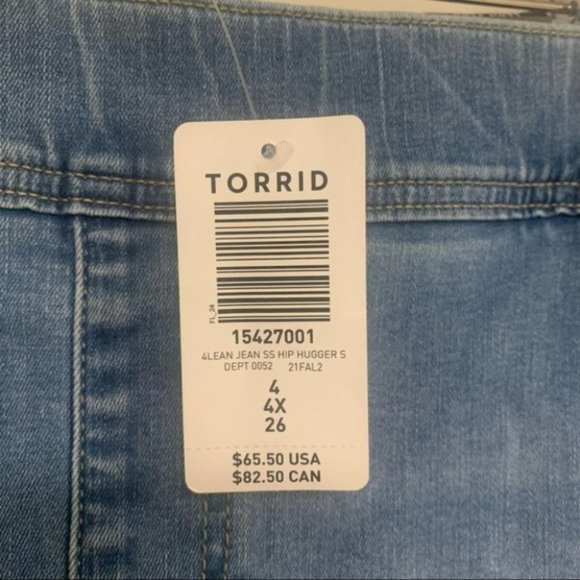 TORRID
FL_24
15427001
4LEAN JEAN SS HIP HUGGER S
DEPT 0052 21FAL2
4
4X
26
$65.50 USA
$82.50 CAN